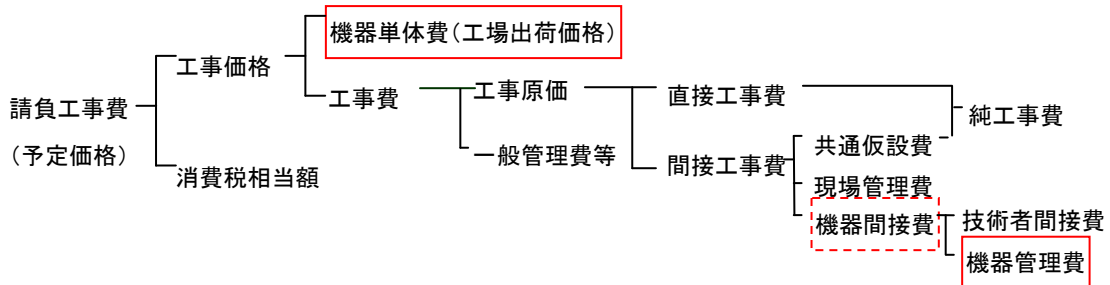 請負工事費
(予定価格)
工事価格
消費税相当額
機器単体費(工場出荷価格)
工事費
工事原価
一般管理費等
直接工事費
間接工事費
純工事費
共通仮設費
現場管理費
機器間接費
技術者間接費
機器管理費